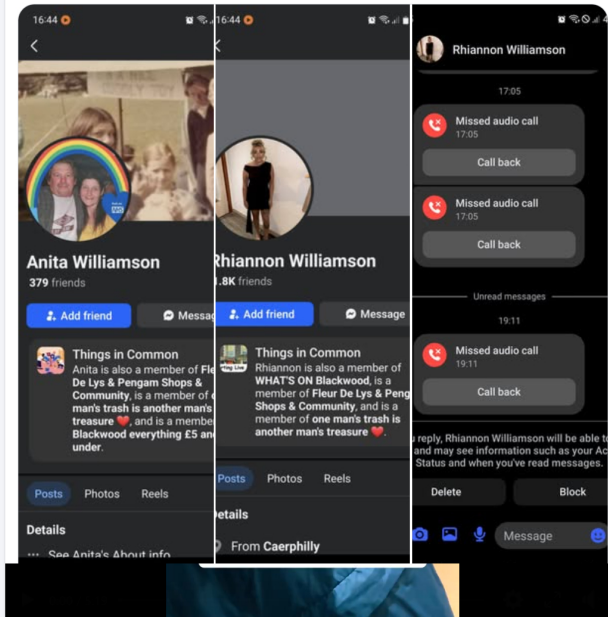 16:44
Anita Williamson
379 friends
Add friend
Messag
Things in Common
Anita is also a member of Fle
De Lys & Pengam Shops &
Community, is a member of o
man's trash is another man's
treasure ❤️, and is a membe
Blackwood everything £5 an
under.
Posts Photos Reels
Details
See Anita's About info
16:44
Rhiannon Williamson
1.8K friends
Add friend
Message
Things in Common
Rhiannon is also a member of
WHAT'S ON Blackwood, is a
member of Fleur De Lys & Peng
Shops & Community, and is a
member of one man's trash is
another man's treasure ❤️.
Posts Photos Reels
etails
From Caerphilly
Rhiannon Williamson
17:05
Missed audio call
17:05
Call back
Missed audio call
17:05
Call back
Unread messages
19:11
Missed audio call
19:11
Call back
u reply, Rhiannon Williamson will be able to
and may see information such as your Ac
Status and when you've read messages.
Delete Block
Message